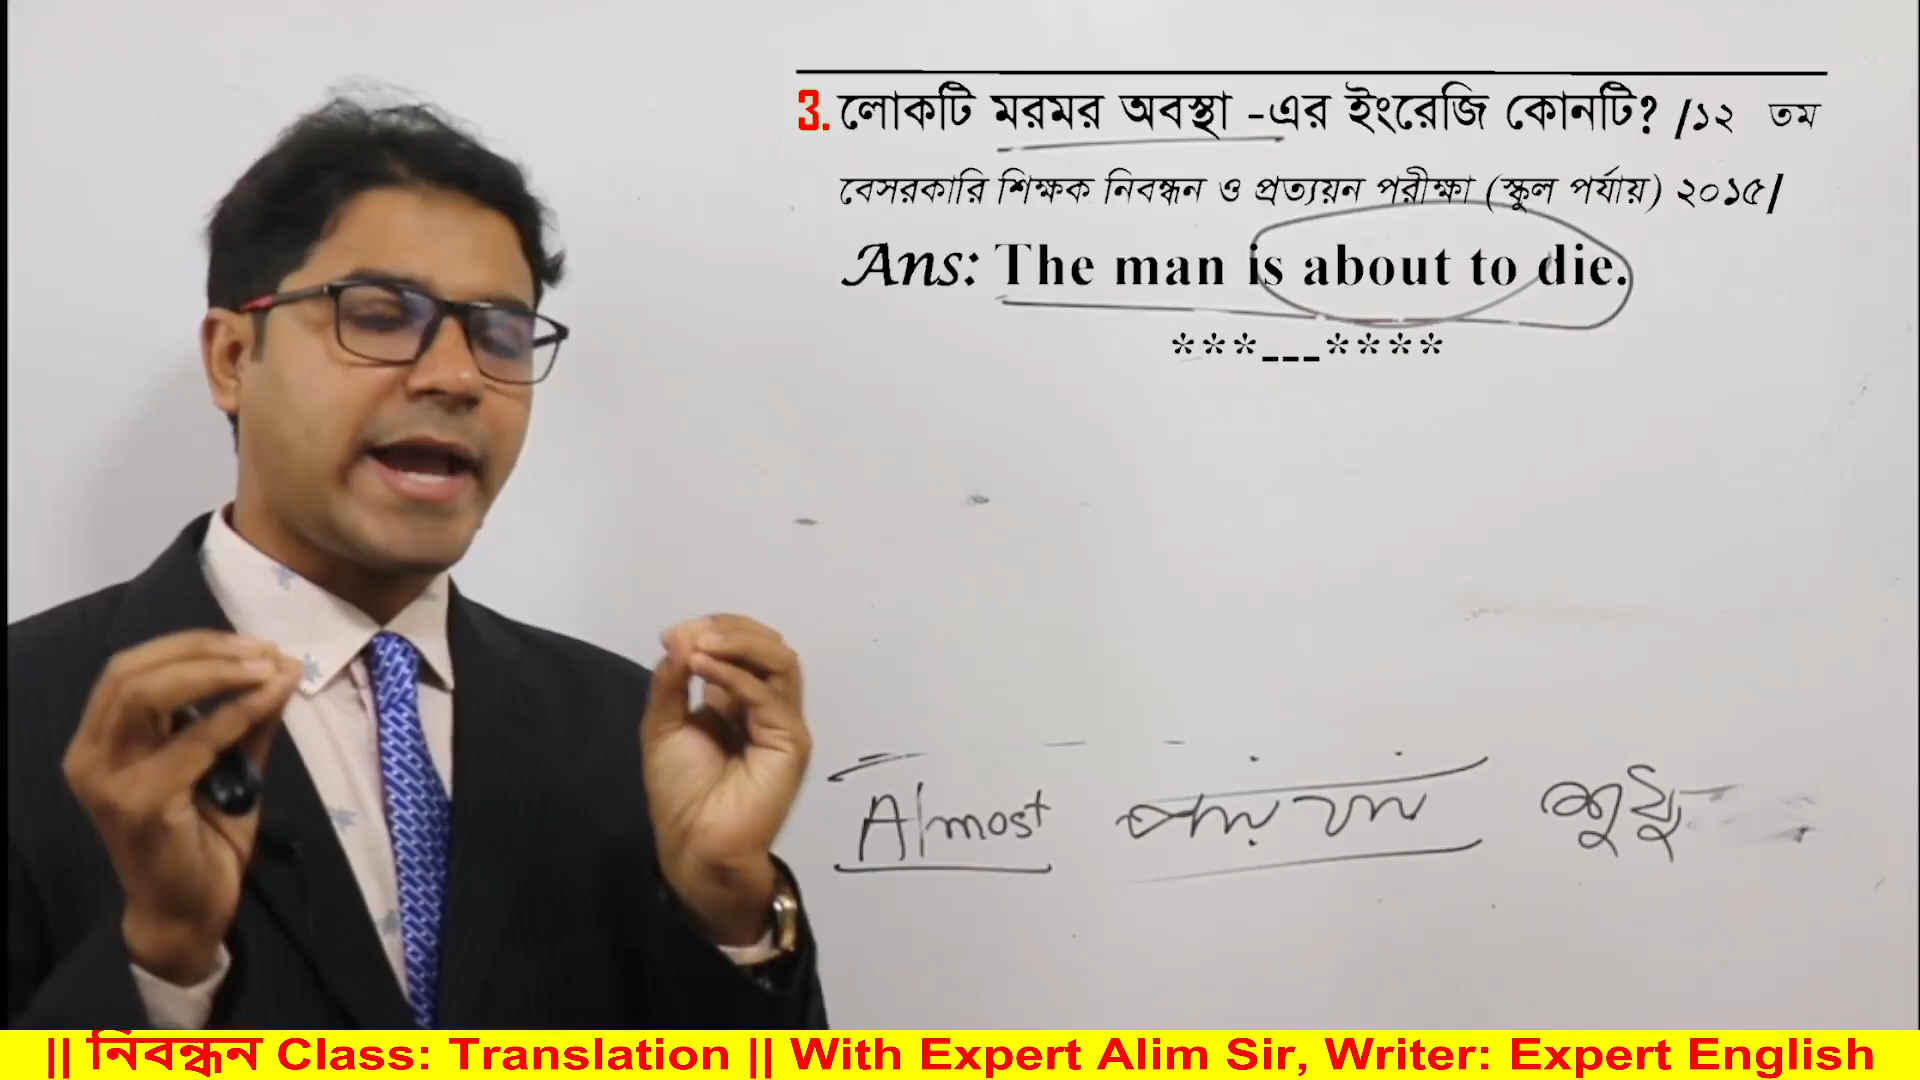 3. লোকটি মরমর অবস্থা -এর ইংরেজি কোনটি? /১২ তম
বেসরকারি শিক্ষক নিবন্ধন ও প্রত্যয়ন পরীক্ষা (স্কুল পর্যায়) ২০১৫/
Ans: The man is about to die.
***---****
Almost শুধু
|| নিবন্ধন Class: Translation || With Expert Alim Sir, Writer: Expert English